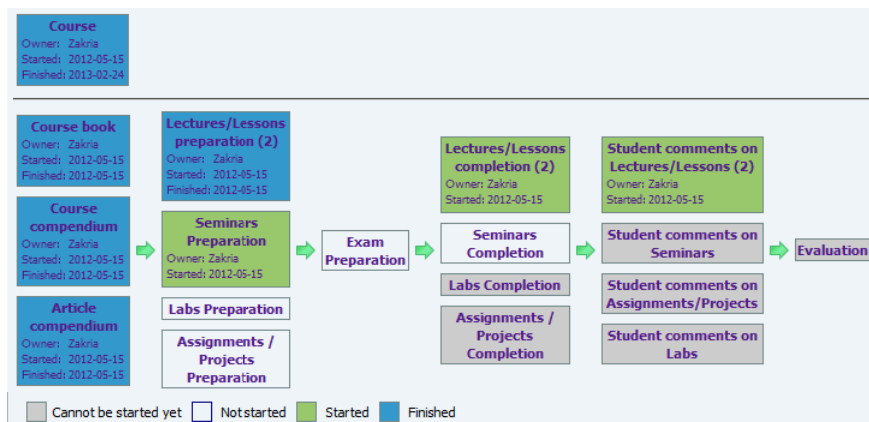 Course
Owner: Zakria
Started: 2012-05-15
Finished: 2013-02-24
Course book
Owner: Zakria
Started: 2012-05-15
Finished: 2012-05-15
Course
compendium
Owner: Zakria
Started: 2012-05-15
Finished: 2012-05-15
Article
compendium
Owner: Zakria
Started: 2012-05-15
Finished: 2012-05-15
Lectures/Lessons
preparation (2)
Owner: Zakria
Started: 2012-05-15
Finished: 2012-05-15
Seminars
Preparation
Owner: Zakria
Started: 2012-05-15
Labs Preparation
Assignments /
Projects
Preparation
Exam
Preparation
Lectures/Lessons
completion (2)
Owner: Zakria
Started: 2012-05-15
Seminars
Completion
Labs Completion
Assignments /
Projects
Completion
Student comments on
Lectures/Lessons (2)
Owner: Zakria
Started: 2012-05-15
Student comments on
Seminars
Student comments on
Assignments/Projects
Student comments on
Labs
Evaluation
Cannot be started yet
Not started
Started
Finished